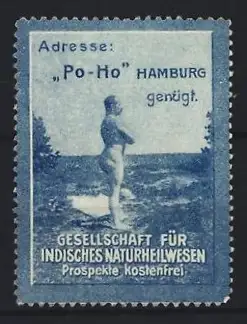 Adresse:
„Po-Ho" HAMBURG
genügt.
GESELLSCHAFT FÜR
INDISCHES NATURHEILWESEN
Prospekte kostenfrei